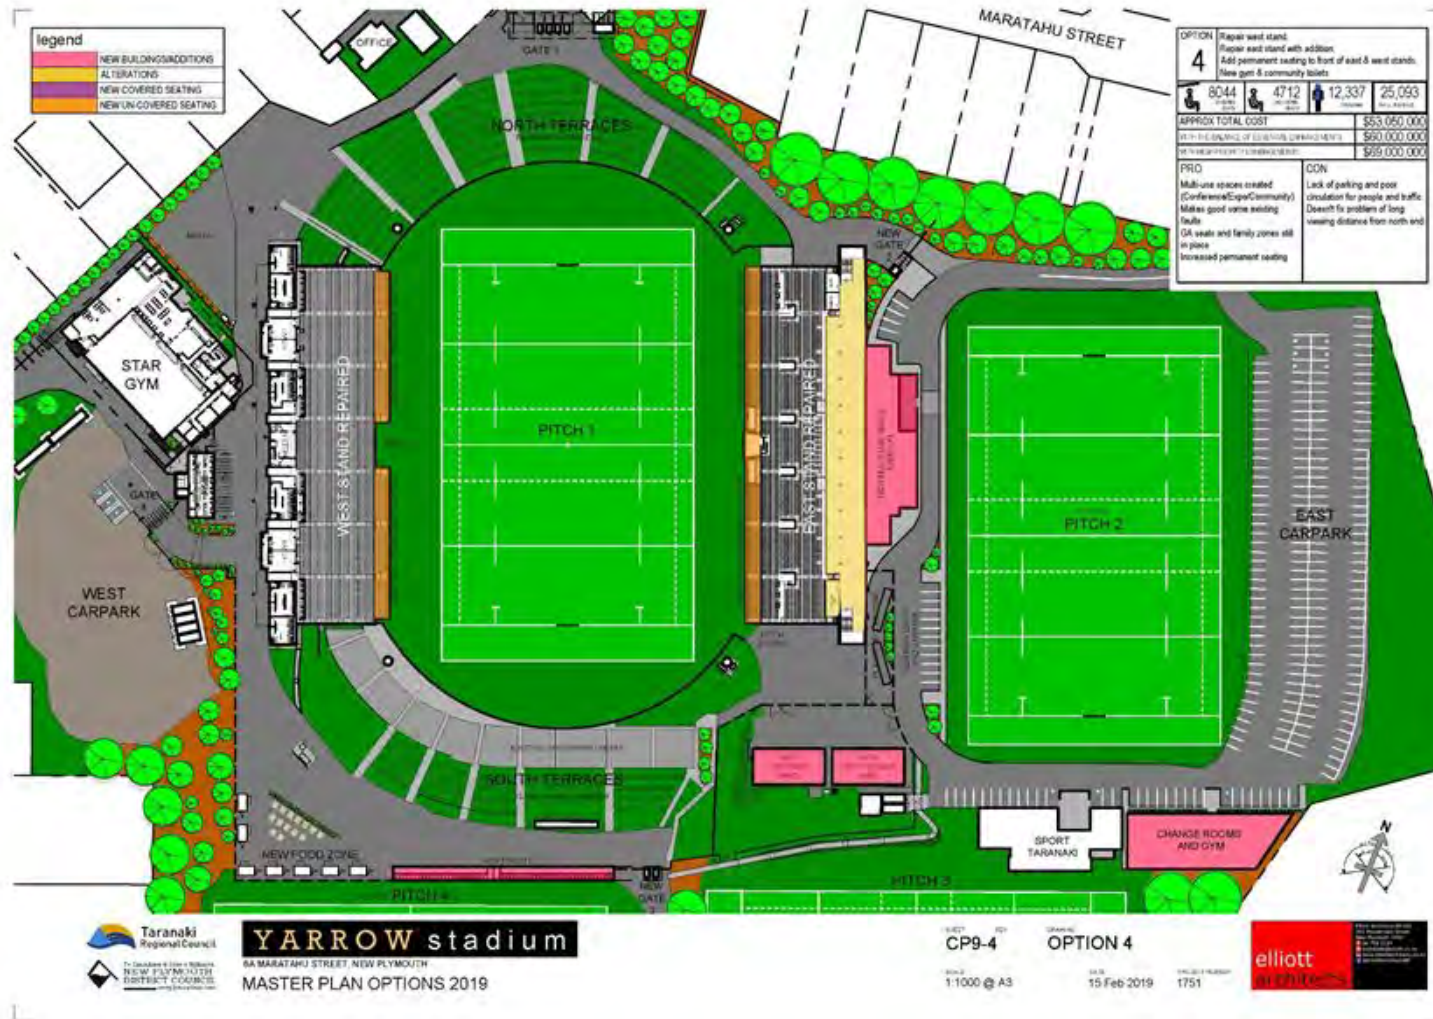 legend
NEW BUILDINGS/ADDITIONS
ALTERATIONS
NEW COVERED SEATING
NEW UN-COVERED SEATING
OFFICE
GATE 1
MARATAHU STREET
OPTION
4
Repair west stand.
Repair east stand with addition.
Add permanent seating to front of east & west stands.
New gym & community toilets
8044
4712
12,337
25,093
APPROX TOTAL COST
$53,050,000
$60,000,000
$69,000,000
PRO
Multi-use spaces created
(Conference/Expo/Community)
Makes good some existing
faults
GA seats and family zones still
in place
Increased permanent seating
CON
Lack of parking and poor
circulation for people and traffic
Doesn't fix problem of long
viewing distance from north end
NORTH TERRACES
NEW
GATE
STAR
GYM
WEST STAND REPAIRED
PITCH 1
EAST STAND REPAIRED
PITCH 2
EAST
CARPARK
GATE
WEST
CARPARK
SOUTH TERRACES
NEW FOOD ZONE
NEW
GATE
PITCH 4
PITCH 3
SPORT
TARANAKI
CHANGE ROOMS
AND GYM
N
Taranaki
Regional Council
NEW PLYMOUTH
DISTRICT COUNCIL
YARROW stadium
6A MARATAHU STREET, NEW PLYMOUTH
MASTER PLAN OPTIONS 2019
CP9-4
OPTION 4
1:1000 @ A3
15 Feb 2019
1751
elliott
architects